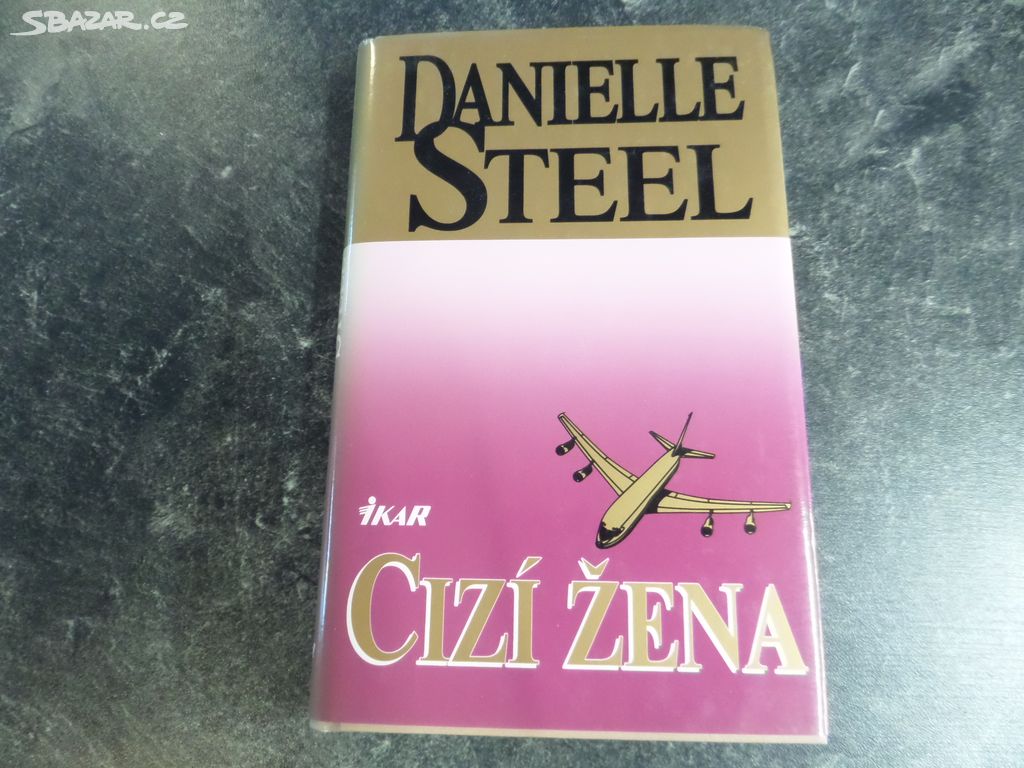 SBAZAR.CZ
DANIELLE
STEEL
IKAR
CIZÍ ŽENA